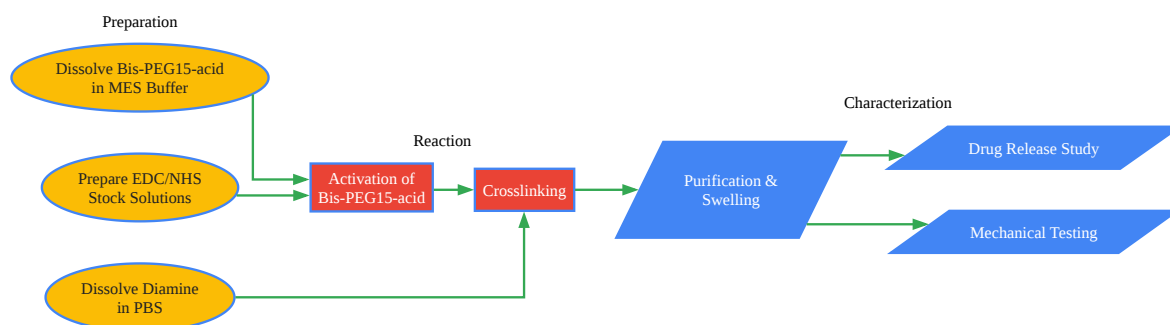 Preparation
Dissolve Bis-PEG15-acid
in MES Buffer
Prepare EDC/NHS
Stock Solutions
Dissolve Diamine
in PBS
Reaction
Activation of
Bis-PEG15-acid
Crosslinking
Purification &
Swelling
Characterization
Drug Release Study
Mechanical Testing